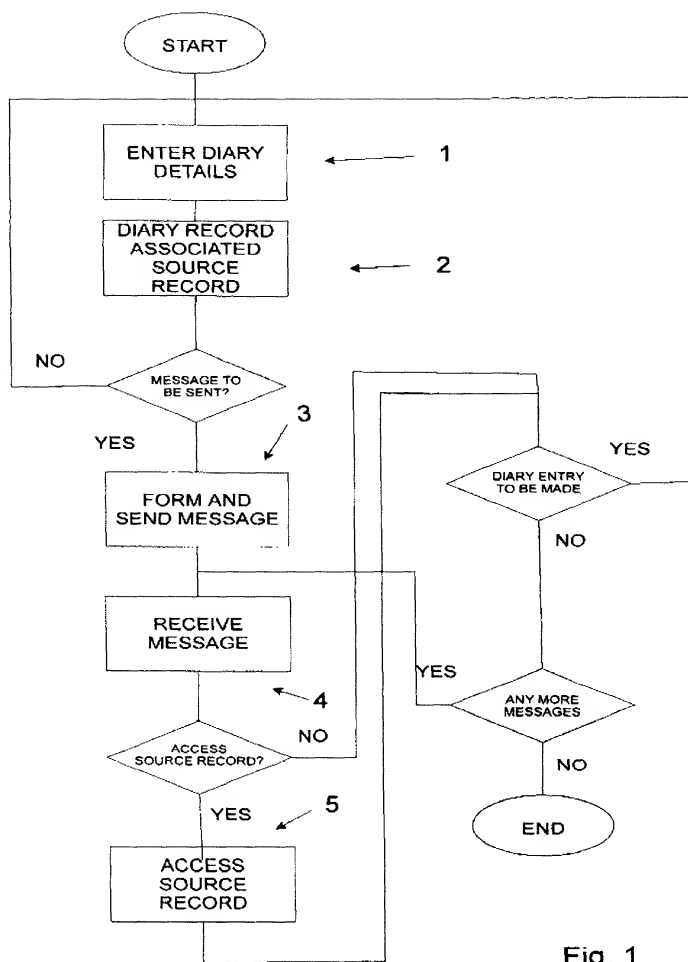 START
ENTER DIARY
DETAILS
1
DIARY RECORD
ASSOCIATED
SOURCE
RECORD
2
NO
MESSAGE TO
BE SENT?
YES
3
FORM AND
SEND MESSAGE
RECEIVE
MESSAGE
4
ACCESS
SOURCE RECORD?
NO
YES
5
ACCESS
SOURCE
RECORD
DIARY ENTRY
TO BE MADE
YES
NO
ANY MORE
MESSAGES
YES
NO
END
Fig. 1